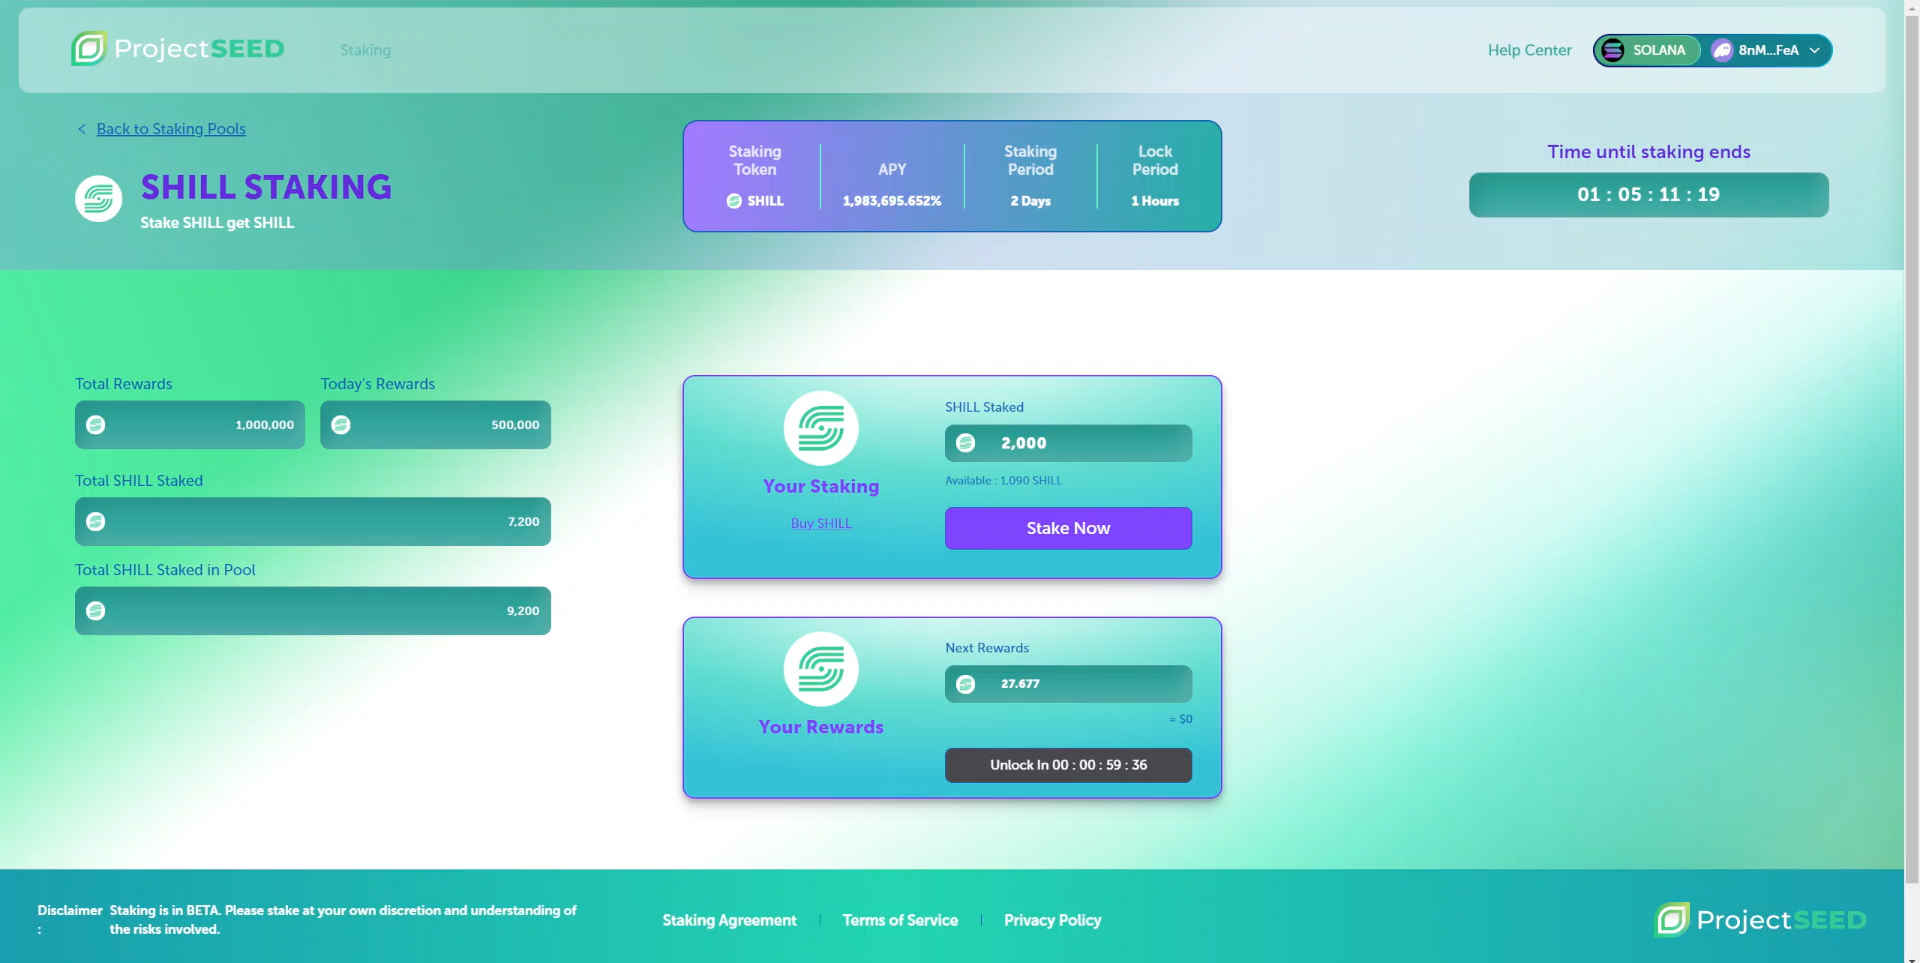 ProjectSEED
Staking
Help Center
SOLANA
8nM...FeA
< Back to Staking Pools
SHILL STAKING
Stake SHILL get SHILL
Staking
Token
SHILL
APY
1,983,695.652%
Staking
Period
2 Days
Lock
Period
1 Hours
Time until staking ends
01 : 05 : 11 : 19
Total Rewards
1,000,000
Today's Rewards
500,000
Total SHILL Staked
7,200
Total SHILL Staked in Pool
9,200
Your Staking
Buy SHILL
SHILL Staked
2,000
Available : 1,090 SHILL
Stake Now
Your Rewards
Next Rewards
27.677
≈ $0
Unlock In 00 : 00 : 59 : 36
Disclaimer
:
Staking is in BETA. Please stake at your own discretion and understanding of
the risks involved.
Staking Agreement
Terms of Service
Privacy Policy
ProjectSEED